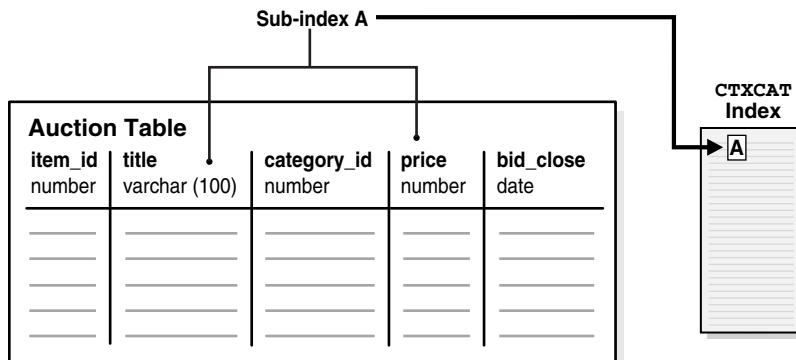 Sub-index A
CTXCAT
Index
A
Auction Table
item_id title category_id price bid_close
number varchar (100) number number date